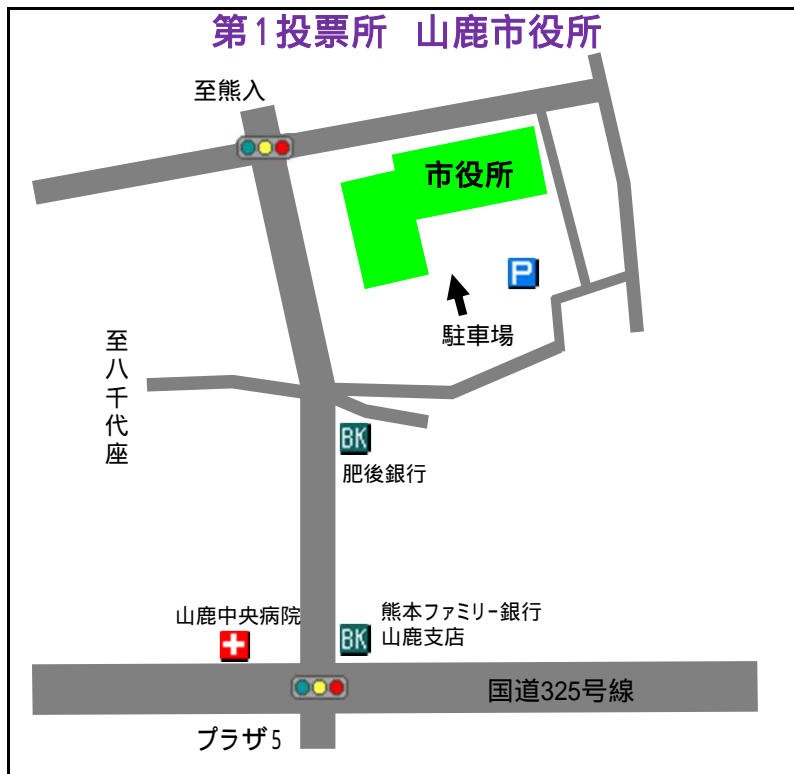 第1投票所 山鹿市役所
至熊入
市役所
P
駐車場
至八千代座
BK
肥後銀行
山鹿中央病院
BK
熊本ファミリー銀行
山鹿支店
国道325号線
プラザ5